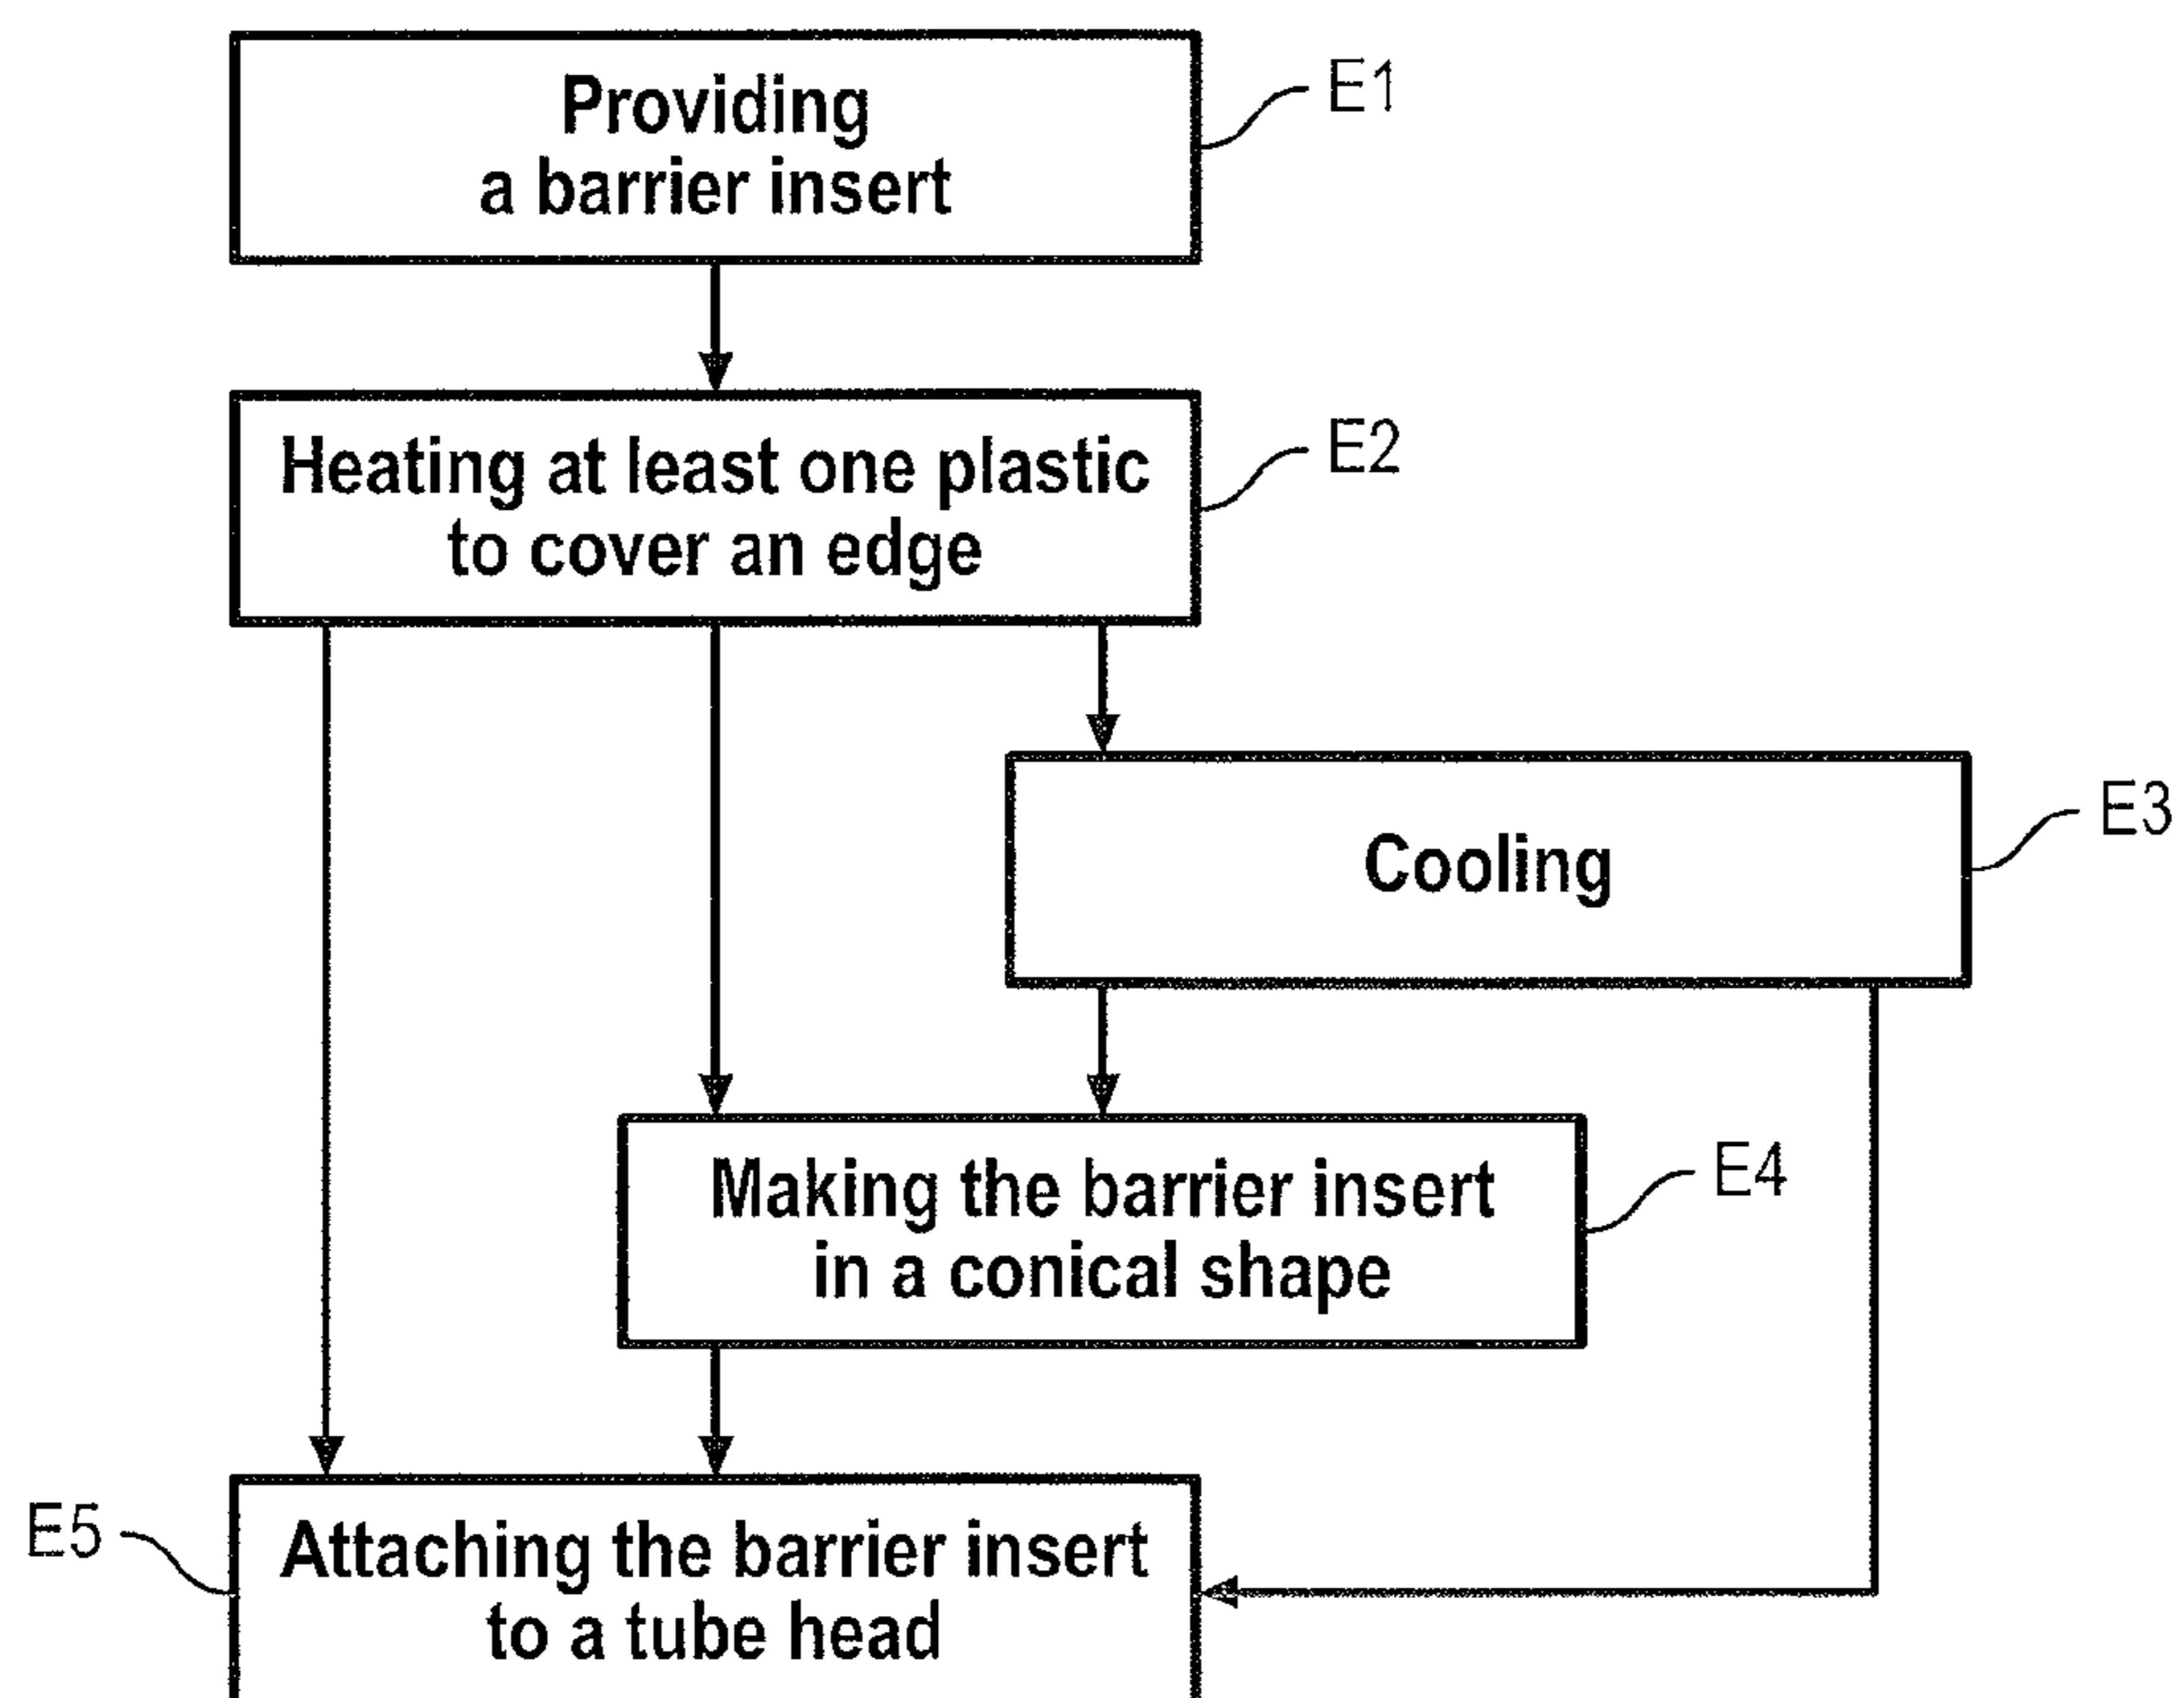 Providing
a barrier insert
E1
Heating at least one plastic
to cover an edge
E2
Cooling
E3
Making the barrier insert
in a conical shape
E4
E5
Attaching the barrier insert
to a tube head